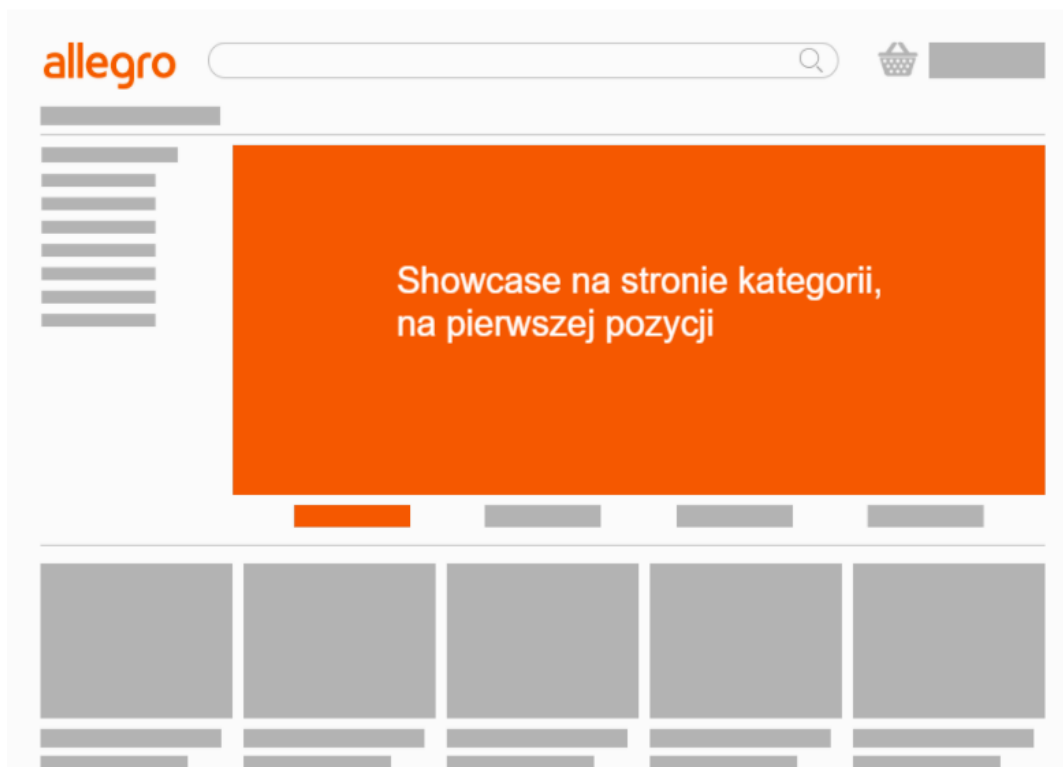 allegro
Showcase na stronie kategorii,
na pierwszej pozycji